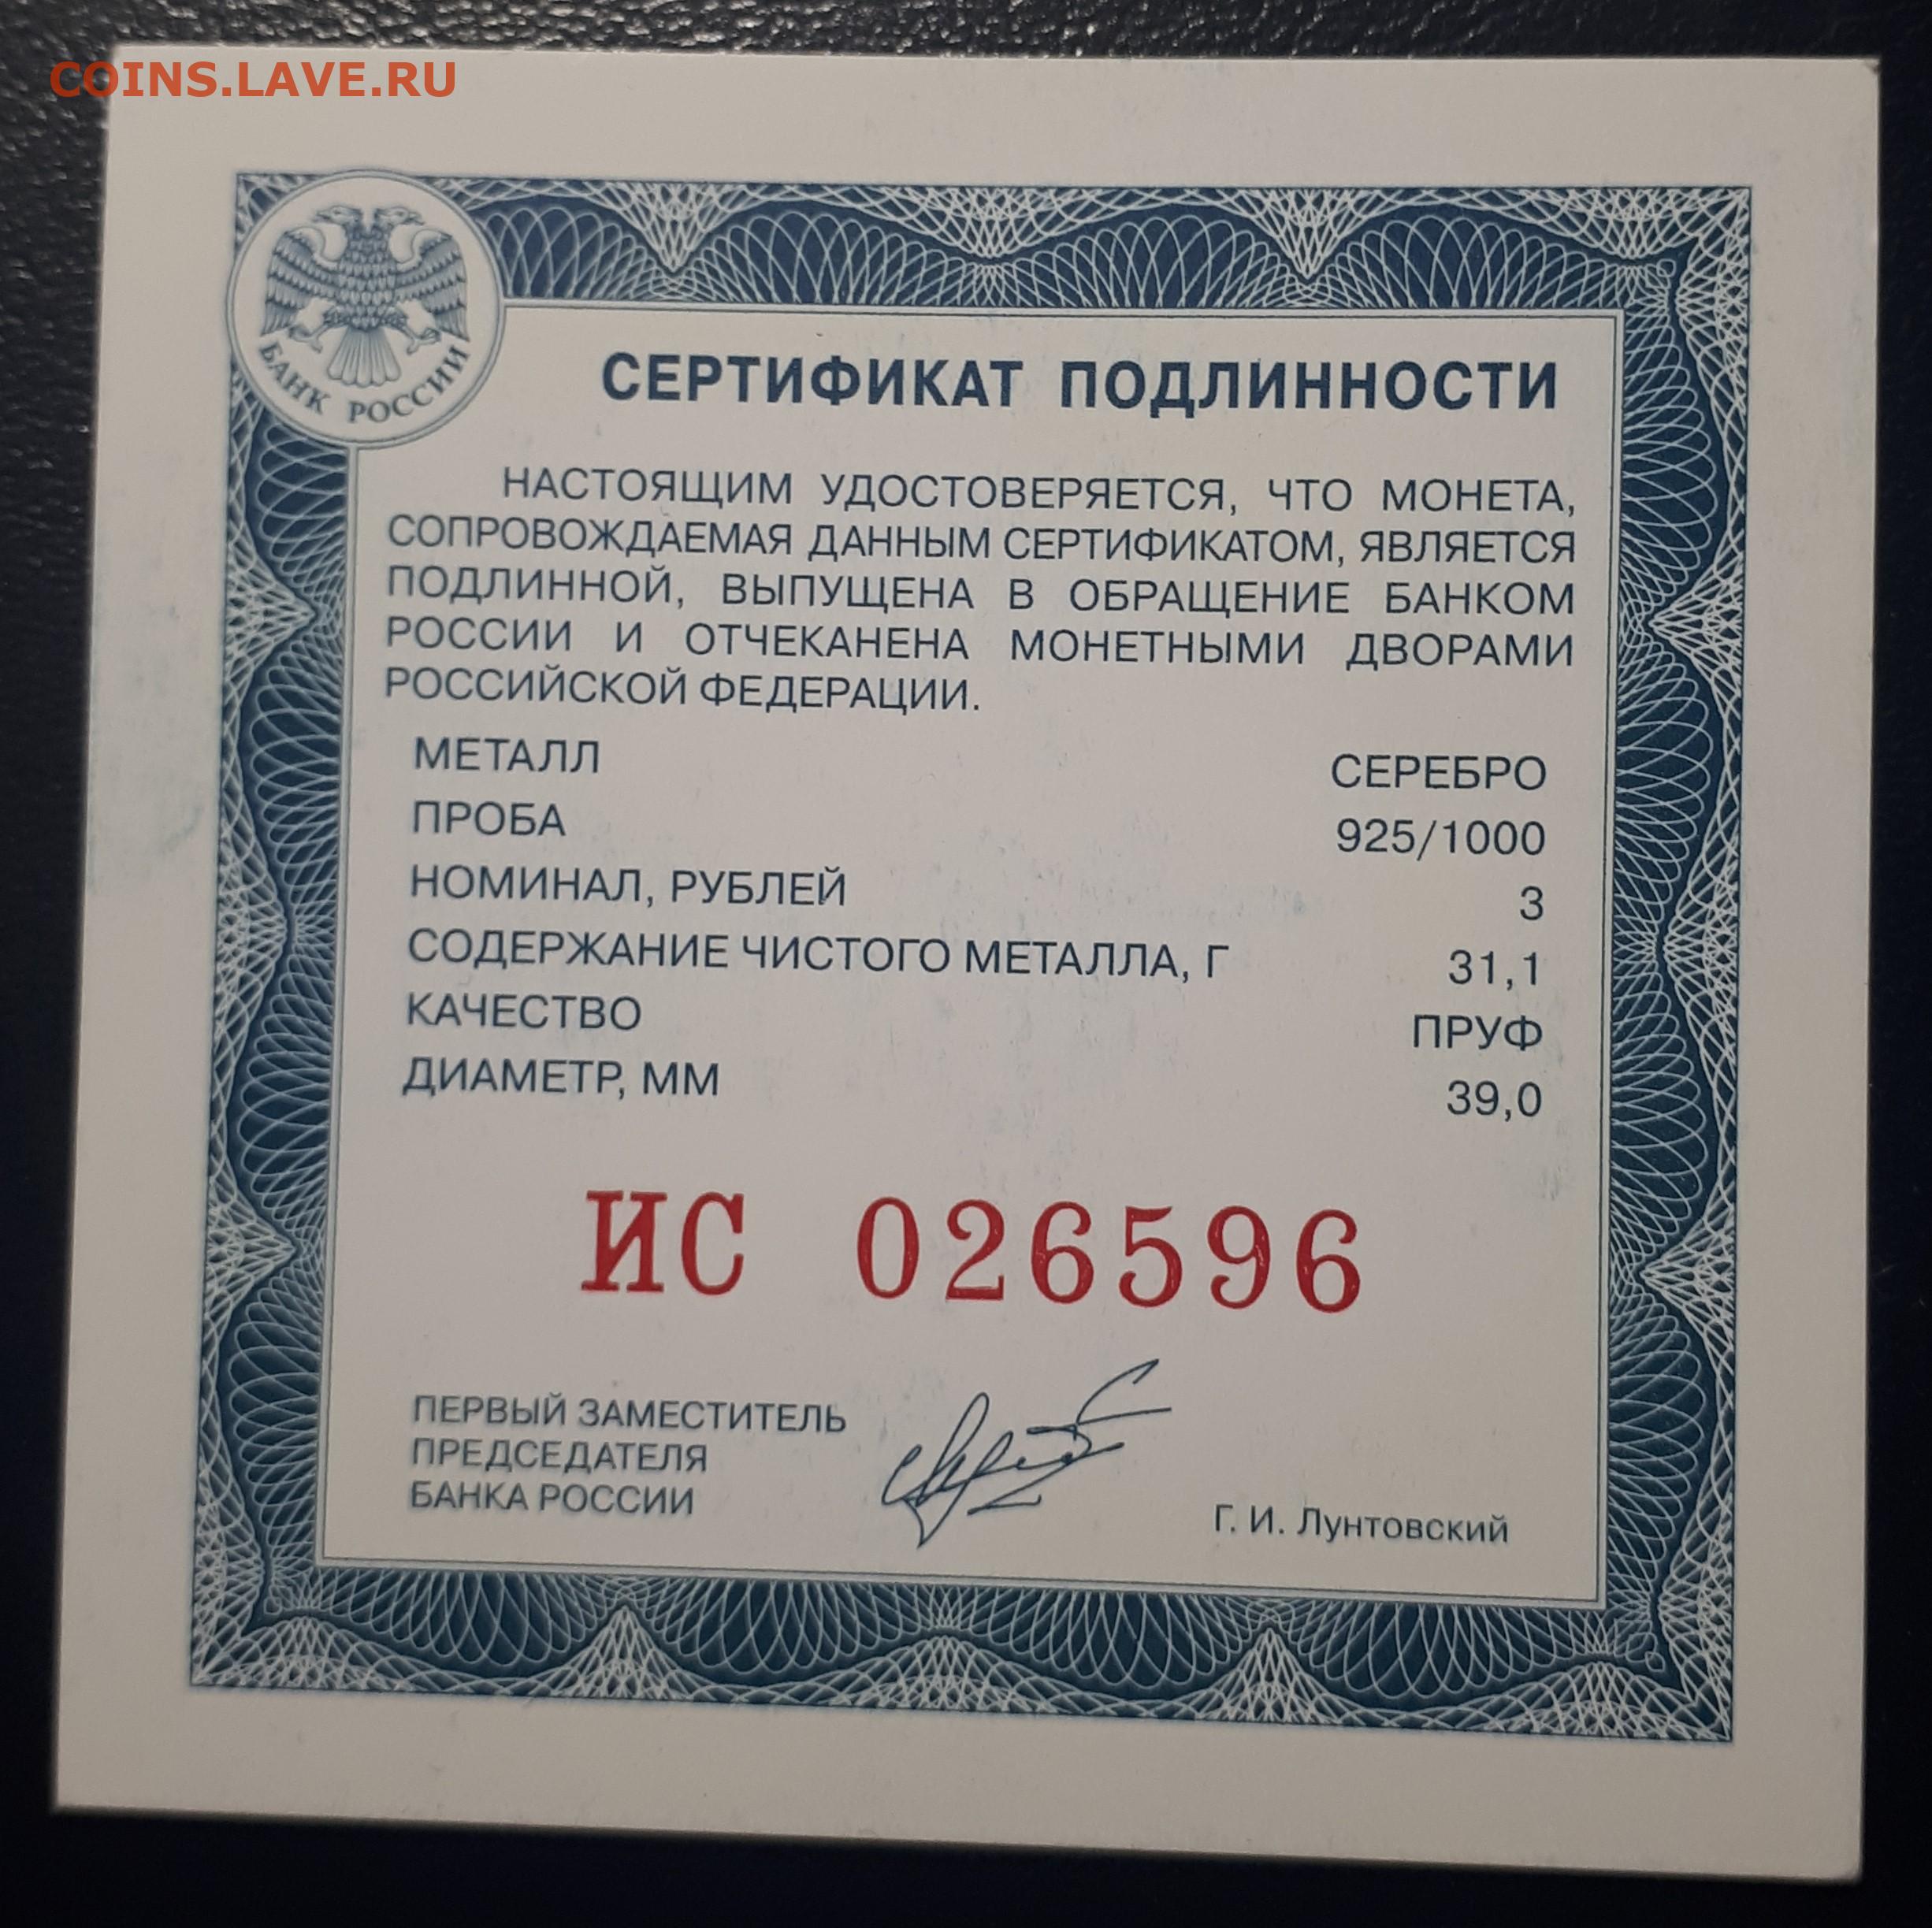 COINS.LAVE.RU
БАНК РОССИИ
СЕРТИФИКАТ ПОДЛИННОСТИ
НАСТОЯЩИМ УДОСТОВЕРЯЕТСЯ, ЧТО МОНЕТА,
СОПРОВОЖДАЕМАЯ ДАННЫМ СЕРТИФИКАТОМ, ЯВЛЯЕТСЯ
ПОДЛИННОЙ, ВЫПУЩЕНА В ОБРАЩЕНИЕ БАНКОМ
РОССИИ И ОТЧЕКАНЕНА МОНЕТНЫМИ ДВОРАМИ
РОССИЙСКОЙ ФЕДЕРАЦИИ.
МЕТАЛЛ СЕРЕБРО
ПРОБА 925/1000
НОМИНАЛ, РУБЛЕЙ 3
СОДЕРЖАНИЕ ЧИСТОГО МЕТАЛЛА, Г 31,1
КАЧЕСТВО ПРУФ
ДИАМЕТР, ММ 39,0
ИС 026596
ПЕРВЫЙ ЗАМЕСТИТЕЛЬ
ПРЕДСЕДАТЕЛЯ
БАНКА РОССИИ
Г. И. Лунтовский